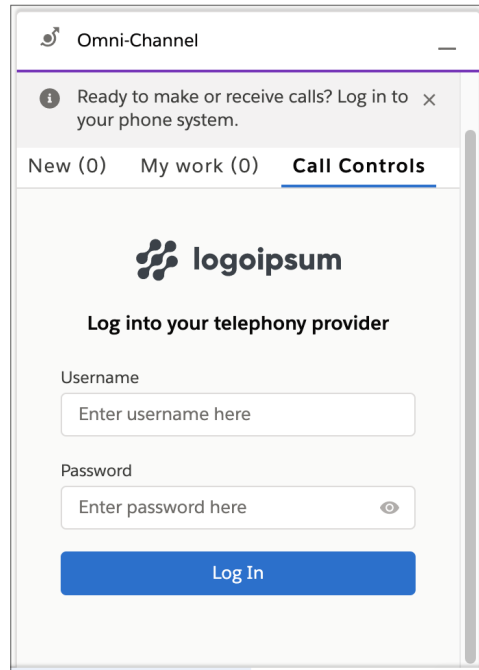 Omni-Channel
Ready to make or receive calls? Log in to
your phone system.
New (0) My work (0) Call Controls
logoipsum
Log into your telephony provider
Username
Enter username here
Password
Enter password here
Log In